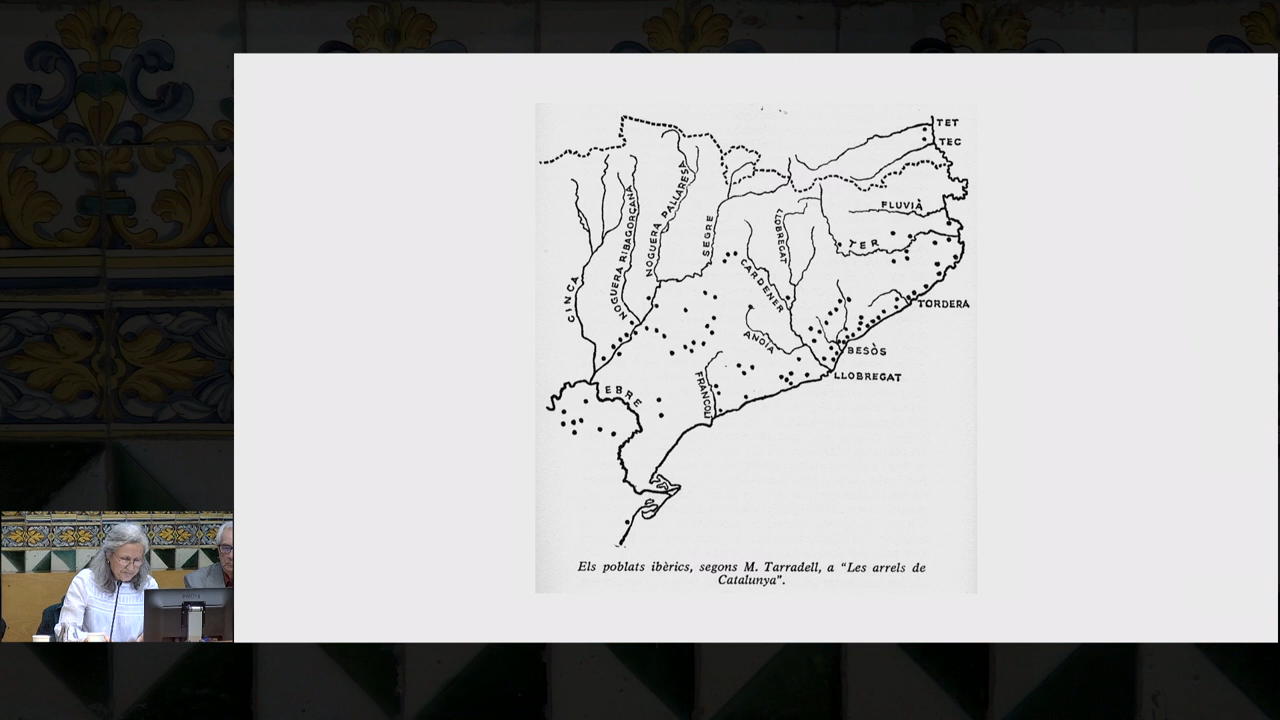 TET
TEC
FLUVIÀ
TER
LLOBREGAT
NOGUERA PALLARESA
NOGUERA RIBAGORÇANA
SEGRE
CARDENER
CINCA
TORDERA
ANOIA
BESÒS
LLOBREGAT
FRANCOLÍ
EBRE
Els poblats ibèrics, segons M. Tarradell, a “Les arrels de
Catalunya”.